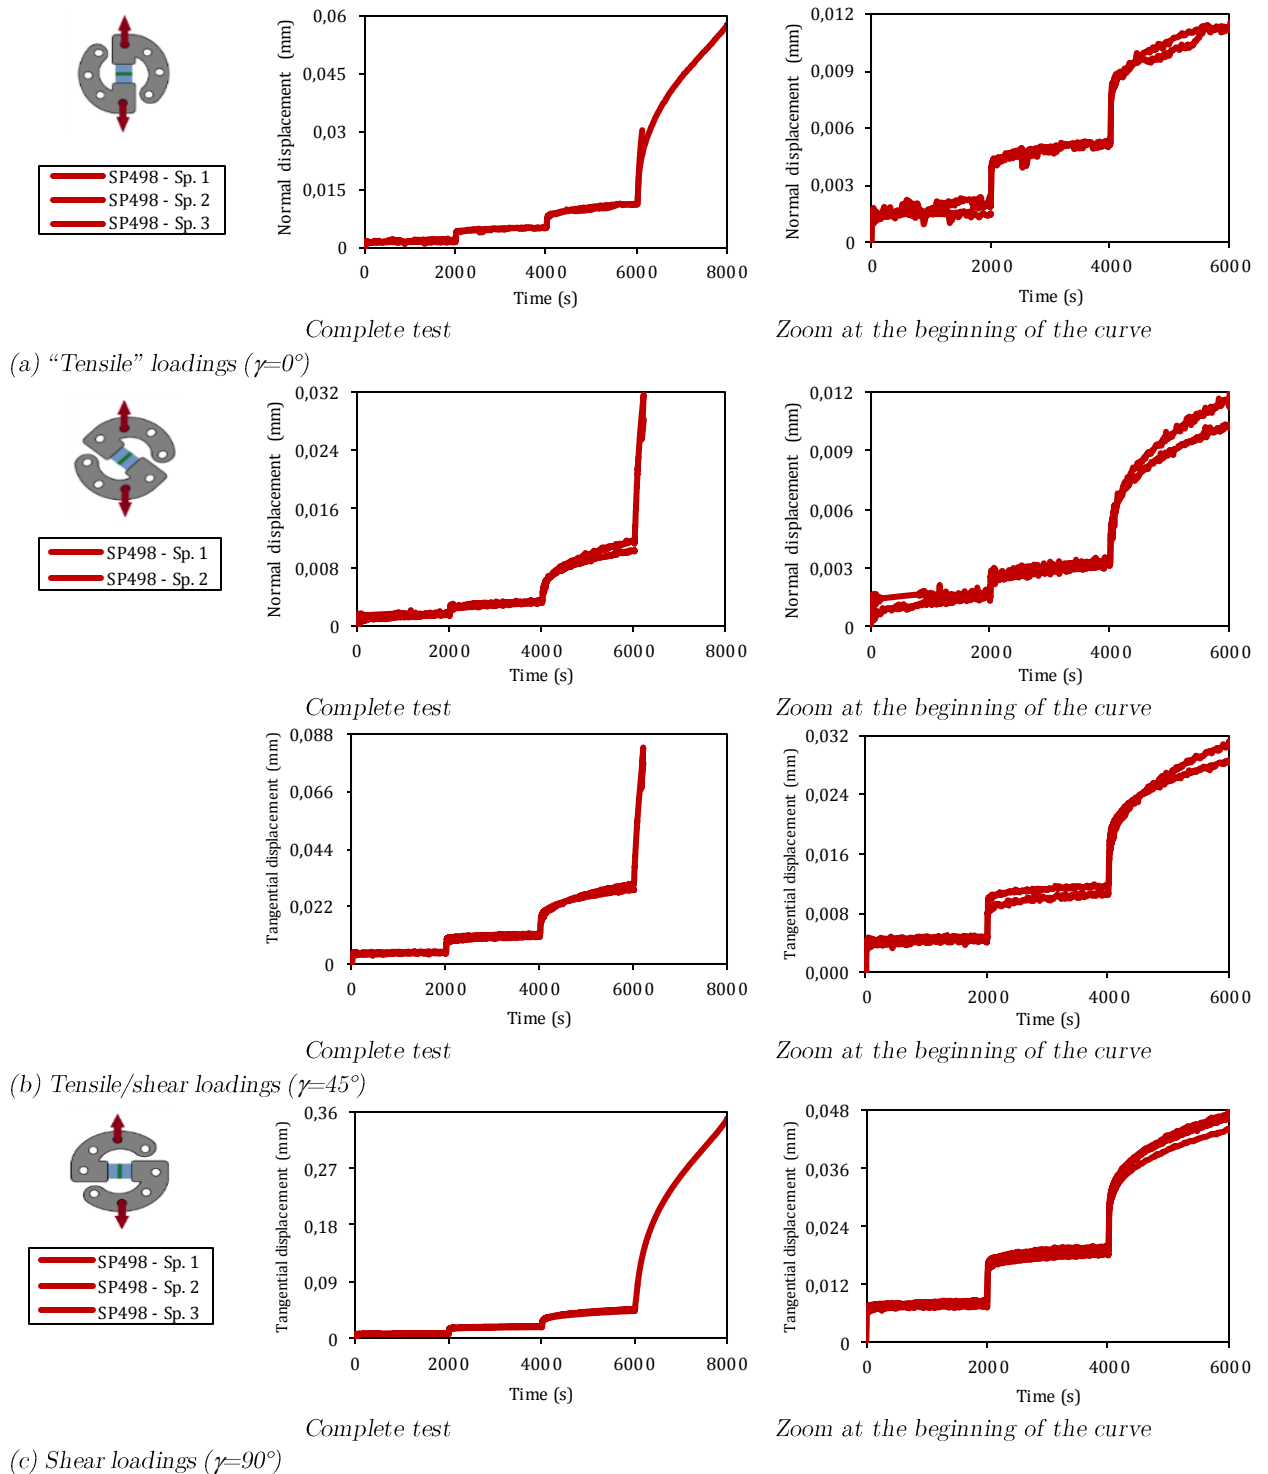 SP498 - Sp. 1
SP498 - Sp. 2
SP498 - Sp. 3
Normal displacement (mm)
0,06
0,045
0,03
0,015
0
0 2000 4000 6000 8000
Time (s)
Complete test
Normal displacement (mm)
0,012
0,009
0,006
0,003
0
0 2000 4000 6000
Time (s)
Zoom at the beginning of the curve
(a) “Tensile” loadings (γ=0°)
SP498 - Sp. 1
SP498 - Sp. 2
Normal displacement (mm)
0,032
0,024
0,016
0,008
0
0 2000 4000 6000 8000
Time (s)
Complete test
Normal displacement (mm)
0,012
0,009
0,006
0,003
0
0 2000 4000 6000
Time (s)
Zoom at the beginning of the curve
Tangential displacement (mm)
0,088
0,066
0,044
0,022
0
0 2000 4000 6000 8000
Time (s)
Complete test
Tangential displacement (mm)
0,032
0,024
0,016
0,008
0,000
0 2000 4000 6000
Time (s)
Zoom at the beginning of the curve
(b) Tensile/shear loadings (γ=45°)
SP498 - Sp. 1
SP498 - Sp. 2
SP498 - Sp. 3
Tangential displacement (mm)
0,36
0,27
0,18
0,09
0
0 2000 4000 6000 8000
Time (s)
Complete test
Tangential displacement (mm)
0,048
0,036
0,024
0,012
0
0 2000 4000 6000
Time (s)
Zoom at the beginning of the curve
(c) Shear loadings (γ=90°)